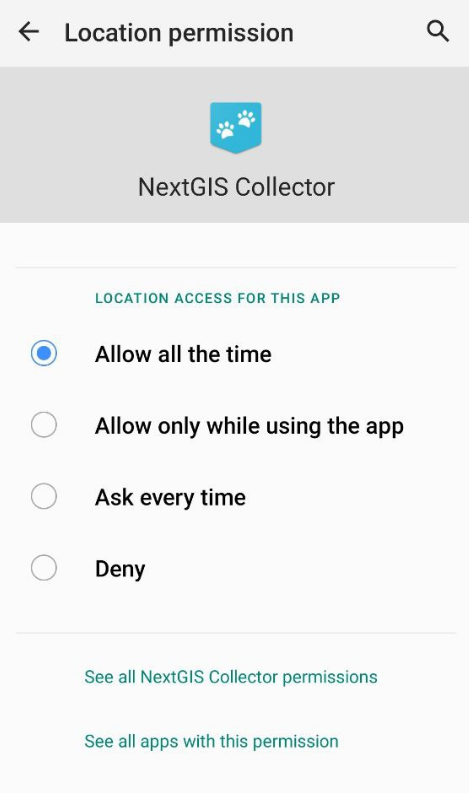 Location permission
NextGIS Collector
LOCATION ACCESS FOR THIS APP
Allow all the time
Allow only while using the app
Ask every time
Deny
See all NextGIS Collector permissions
See all apps with this permission